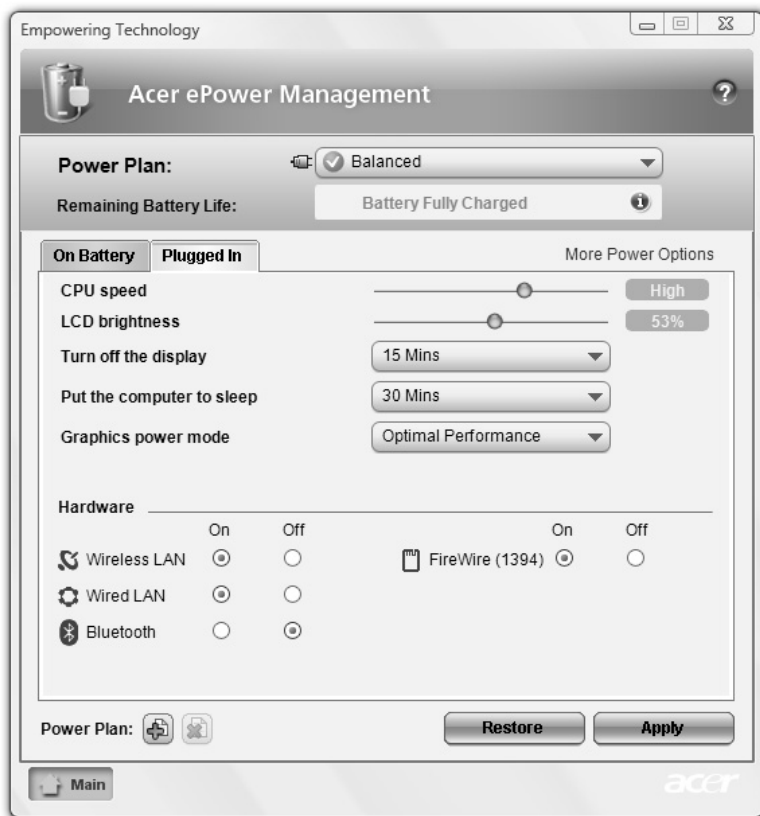 Empowering Technology
Acer ePower Management
Power Plan: Balanced
Remaining Battery Life: Battery Fully Charged
On Battery Plugged In More Power Options
CPU speed High
LCD brightness 53%
Turn off the display 15 Mins
Put the computer to sleep 30 Mins
Graphics power mode Optimal Performance
Hardware
On Off On Off
Wireless LAN FireWire (1394)
Wired LAN
Bluetooth
Power Plan: Restore Apply
Main acer